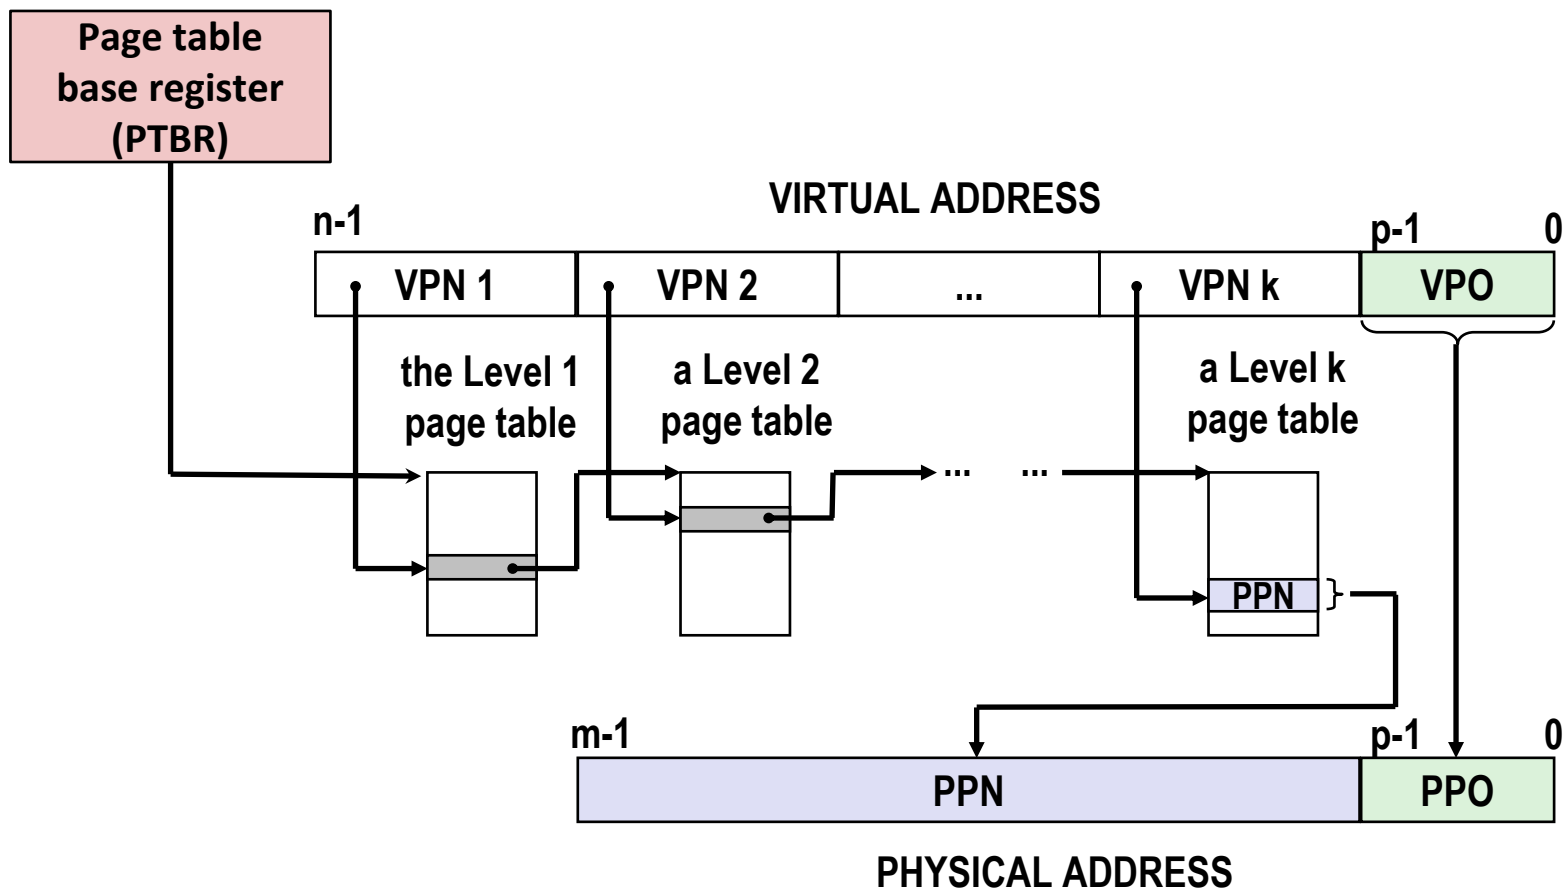 Page table
base register
(PTBR)
VIRTUAL ADDRESS
n-1
p-1
0
VPN 1
VPN 2
...
VPN k
VPO
the Level 1
page table
a Level 2
page table
a Level k
page table
...
...
PPN
m-1
p-1
0
PPN
PPO
PHYSICAL ADDRESS